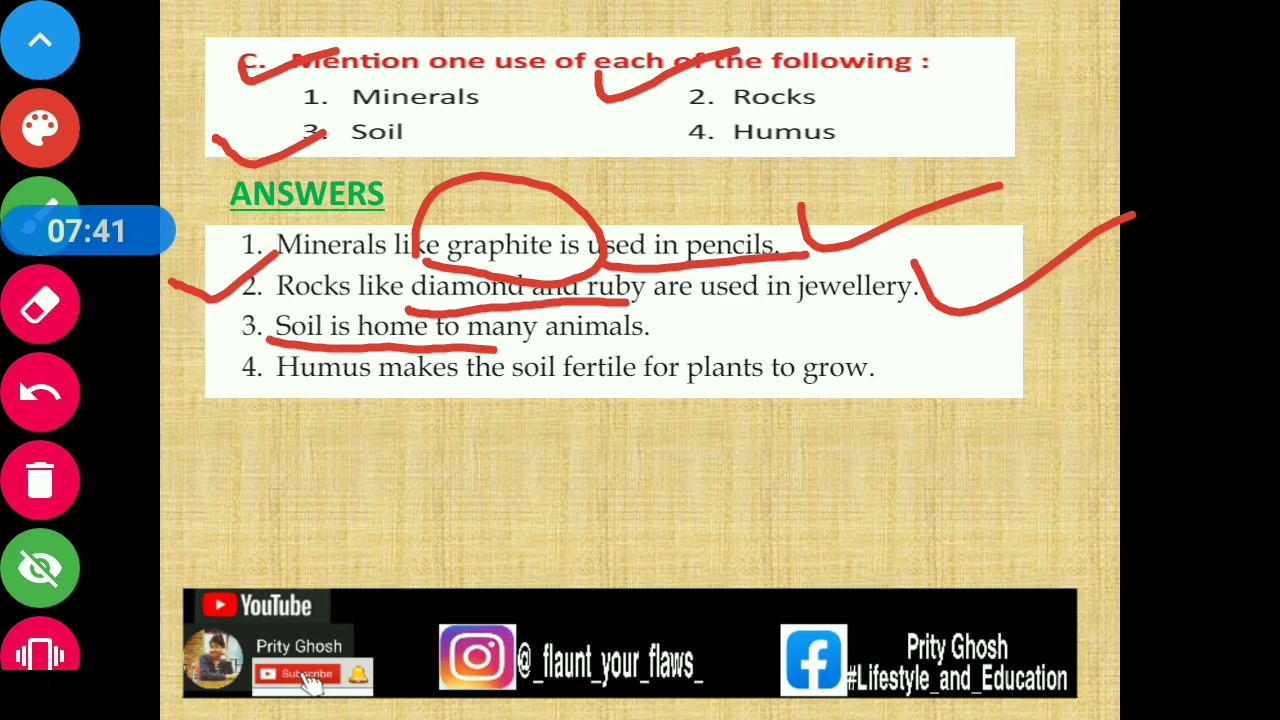 C. Mention one use of each of the following :
1. Minerals 2. Rocks
3. Soil 4. Humus
ANSWERS
07:41
1. Minerals like graphite is used in pencils.
2. Rocks like diamond and ruby are used in jewellery.
3. Soil is home to many animals.
4. Humus makes the soil fertile for plants to grow.
YouTube
Prity Ghosh
Subscribe
@_flaunt_your_flaws_
Prity Ghosh
#Lifestyle_and_Education